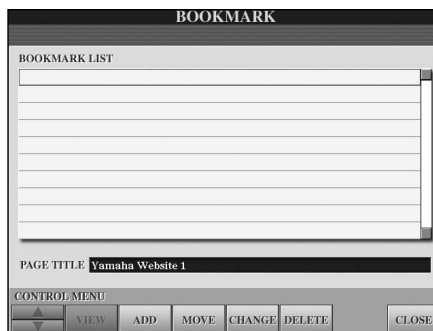 BOOKMARK
BOOKMARK LIST
PAGE TITLE Yamaha Website 1
CONTROL MENU
VIEW ADD MOVE CHANGE DELETE CLOSE